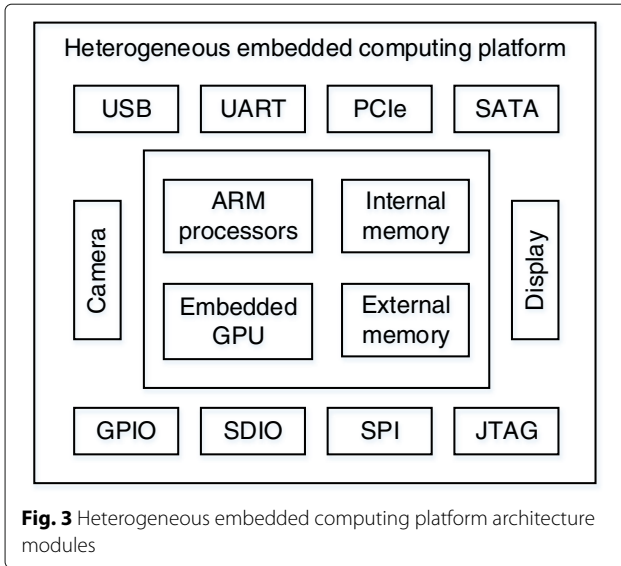 Heterogeneous embedded computing platform
USB UART PCIe SATA
ARM
processors
Internal
memory
Camera
Display
Embedded
GPU
External
memory
GPIO SDIO SPI JTAG
Fig. 3 Heterogeneous embedded computing platform architecture
modules